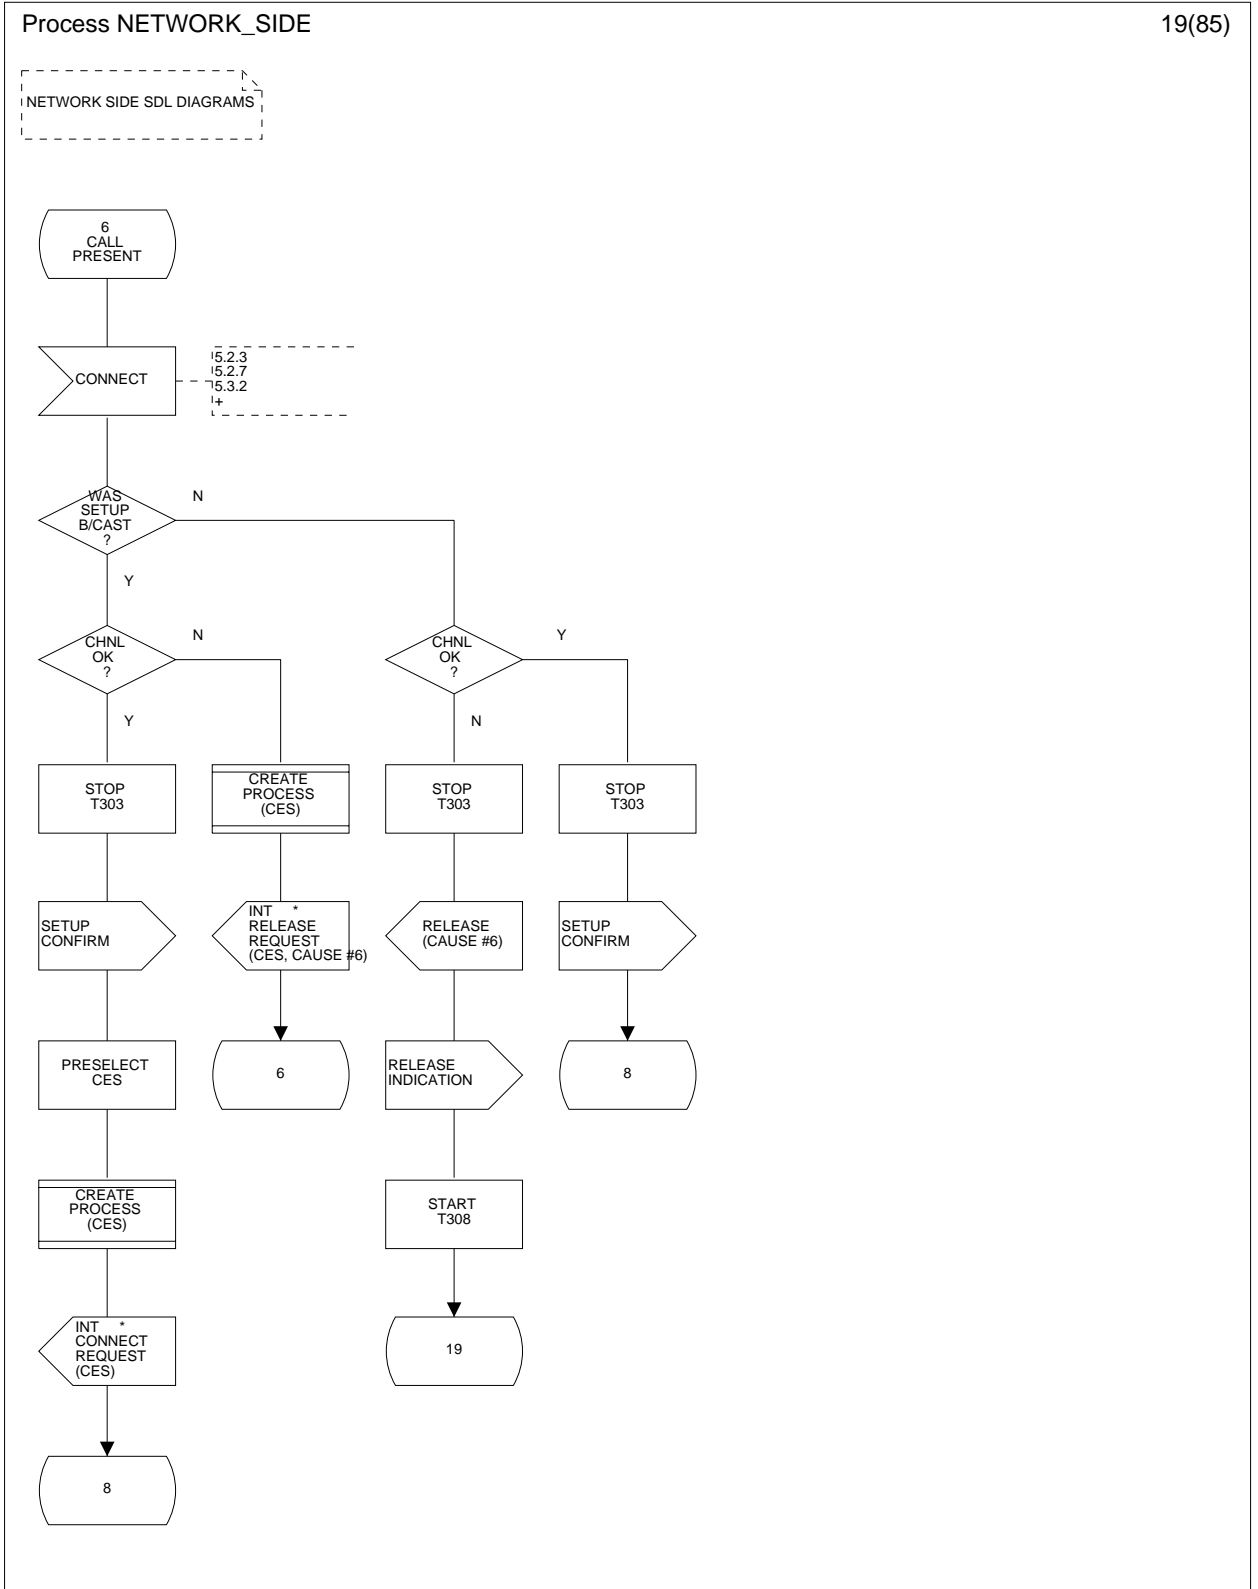 Process NETWORK_SIDE
19(85)
NETWORK SIDE SDL DIAGRAMS
6
CALL
PRESENT
CONNECT
5.2.3
5.2.7
5.3.2
+
WAS
SETUP
B/CAST
?
N
Y
CHNL
OK
?
N
Y
CHNL
OK
?
Y
N
STOP
T303
CREATE
PROCESS
(CES)
STOP
T303
STOP
T303
SETUP
CONFIRM
INT *
RELEASE
REQUEST
(CES, CAUSE #6)
RELEASE
(CAUSE #6)
SETUP
CONFIRM
PRESELECT
CES
6
RELEASE
INDICATION
8
CREATE
PROCESS
(CES)
START
T308
INT *
CONNECT
REQUEST
(CES)
19
8